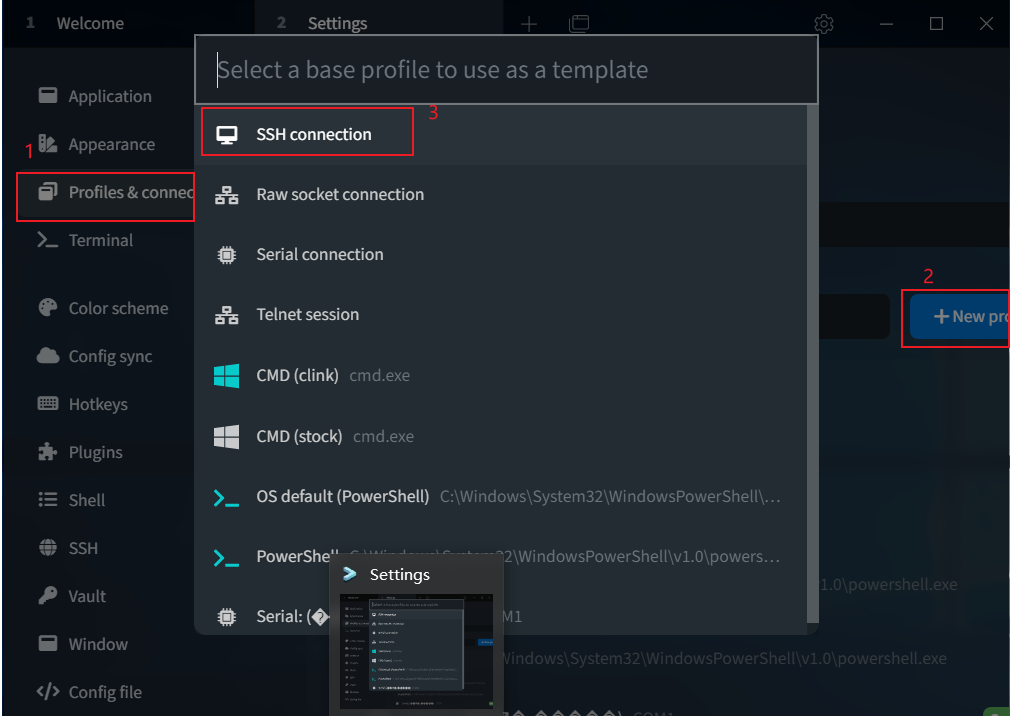 1 Welcome 2 Settings
Select a base profile to use as a template
Application
3
SSH connection
1
Appearance
Profiles & connec
Raw socket connection
Terminal
Serial connection
2
Color scheme
Telnet session
New pro
Config sync
CMD (clink) cmd.exe
Hotkeys
CMD (stock) cmd.exe
Plugins
Shell
OS default (PowerShell) C:\Windows\System32\WindowsPowerShell\...
SSH
PowerShell C:\Windows\System32\WindowsPowerShell\v1.0\powers...
Settings
1.0\powershell.exe
Vault
Serial: (�
M1
Window
Windows\System32\WindowsPowerShell\v1.0\powershell.exe
Config file
COM1